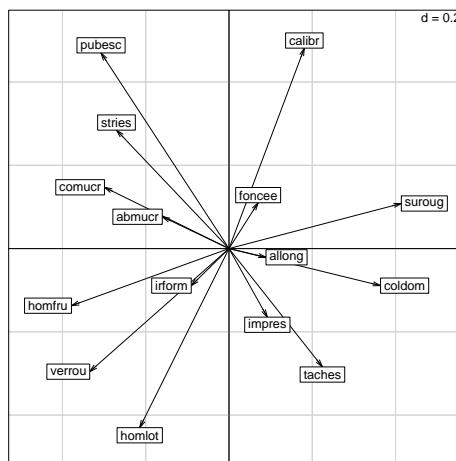 d = 0.2
calibr
pubesc
stries
comucr
foncee
suroug
abmucr
allong
irform
coldom
homfru
impres
verrou
taches
homlot